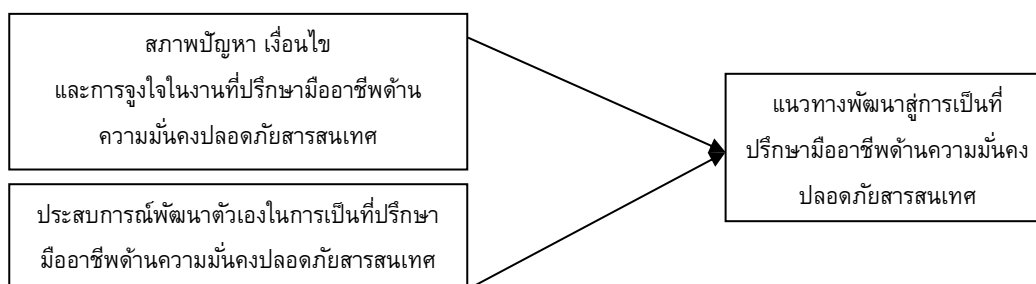 สภาพปัญหา เงื่อนไข
และการจูงใจในงานที่ปรึกษามืออาชีพด้าน
ความมั่นคงปลอดภัยสารสนเทศ
ประสบการณ์พัฒนาตัวเองในการเป็นที่ปรึกษา
มืออาชีพด้านความมั่นคงปลอดภัยสารสนเทศ
แนวทางพัฒนาสู่การเป็นที่
ปรึกษามืออาชีพด้านความมั่นคง
ปลอดภัยสารสนเทศ